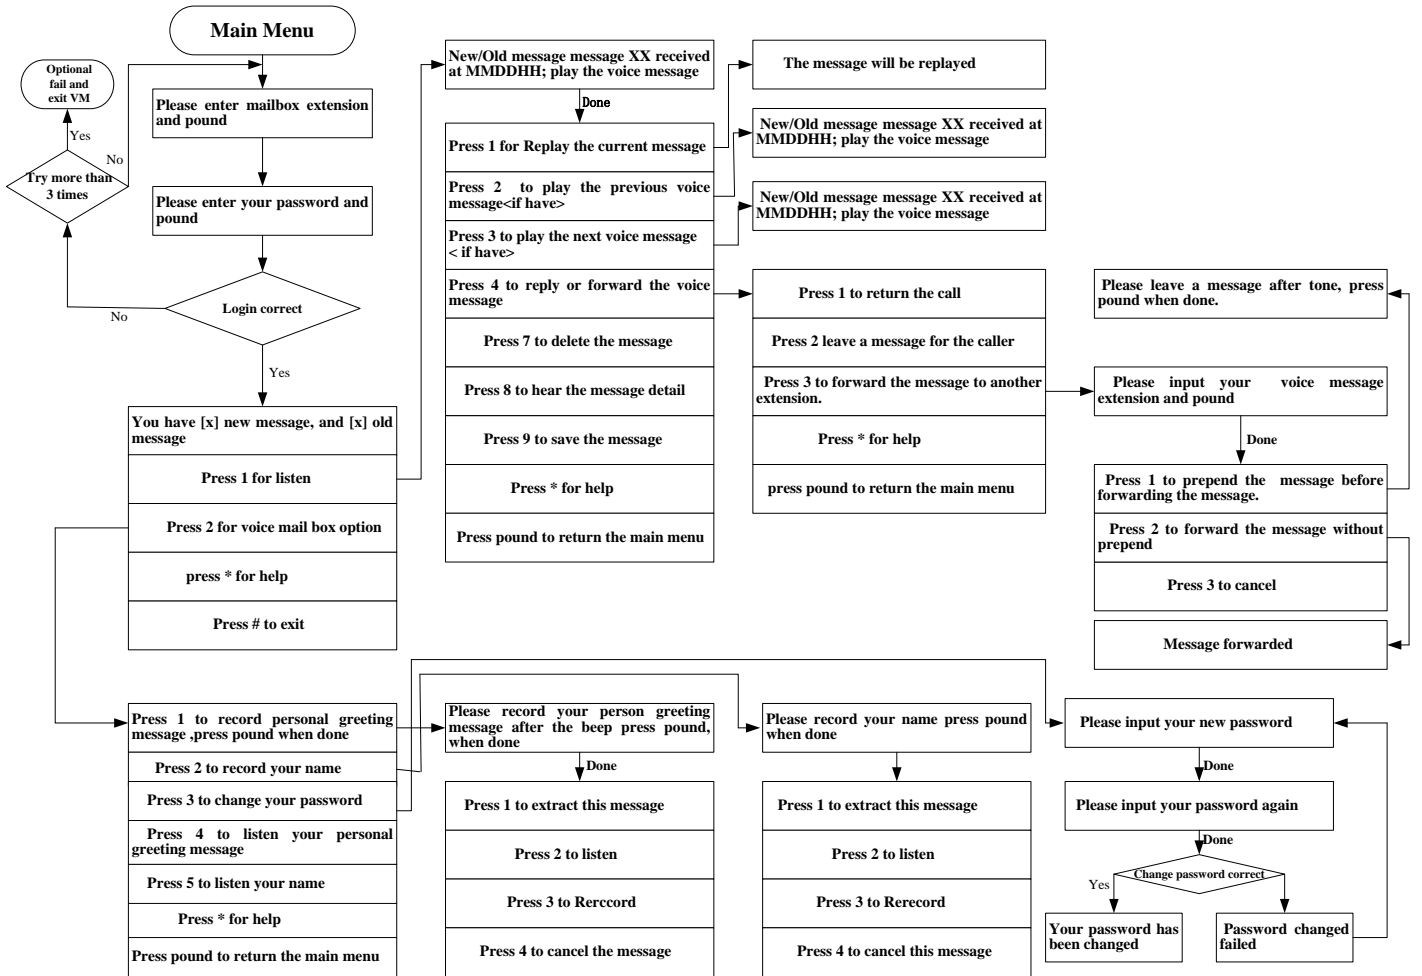 Main Menu
Optional
fail and
exit VM
Yes
No
Try more than
3 times
Please enter mailbox extension
and pound
Please enter your password and
pound
Login correct
No
Yes
You have [x] new message, and [x] old
message
Press 1 for listen
Press 2 for voice mail box option
press * for help
Press # to exit
New/Old message message XX received
at MMDDHH; play the voice message
Done
Press 1 for Replay the current message
Press 2 to play the previous voice
message<if have>
Press 3 to play the next voice message
< if have>
Press 4 to reply or forward the voice
message
Press 7 to delete the message
Press 8 to hear the message detail
Press 9 to save the message
Press * for help
Press pound to return the main menu
The message will be replayed
New/Old message message XX received at
MMDDHH; play the voice message
New/Old message message XX received at
MMDDHH; play the voice message
Press 1 to return the call
Press 2 leave a message for the caller
Press 3 to forward the message to another
extension.
Press * for help
press pound to return the main menu
Please leave a message after tone, press
pound when done.
Please input your voice message
extension and pound
Done
Press 1 to prepend the message before
forwarding the message.
Press 2 to forward the message without
prepend
Press 3 to cancel
Message forwarded
Press 1 to record personal greeting
message ,press pound when done
Press 2 to record your name
Press 3 to change your password
Press 4 to listen your personal
greeting message
Press 5 to listen your name
Press * for help
Press pound to return the main menu
Please record your person greeting
message after the beep press pound,
when done
Done
Press 1 to extract this message
Press 2 to listen
Press 3 to Rerccord
Press 4 to cancel the message
Please record your name press pound
when done
Press 1 to extract this message
Press 2 to listen
Press 3 to Rerecord
Press 4 to cancel this message
Please input your new password
Done
Please input your password again
Done
Change password correct
Yes
Your password has
been changed
Password changed
failed